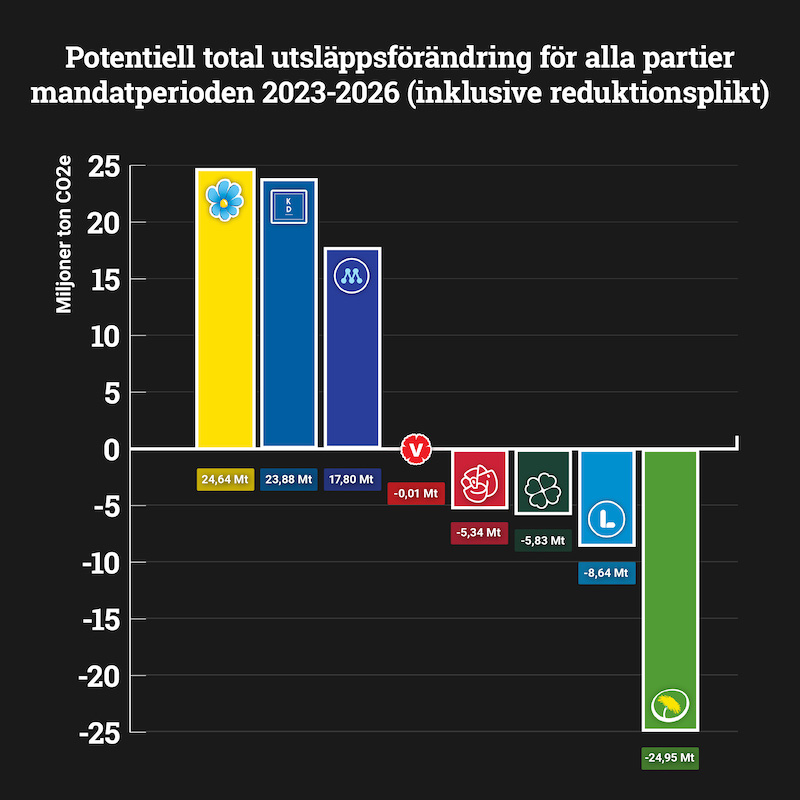 Potentiell total utsläppsförändring för alla partier
mandatperioden 2023-2026 (inklusive reduktionsplikt)
Miljoner ton CO2e
25
20
15
10
5
0
-5
-10
-15
-20
-25
K
D
M
V
L
24,64 Mt
23,88 Mt
17,80 Mt
-0,01 Mt
-5,34 Mt
-5,83 Mt
-8,64 Mt
-24,95 Mt